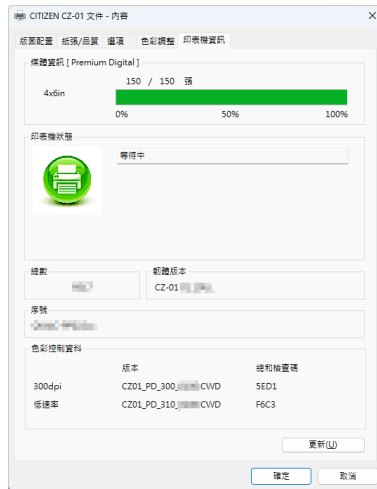 CITIZEN CZ-01 文件 - 內容
版面配置 紙張/品質 選項 色彩調整 印表機資訊
媒體資訊 [ Premium Digital ]
150 / 150 張
4x6in
0% 50% 100%
印表機狀態
等待中
總數 韌體版本
CZ-01
序號
色彩控制資料
版本 總和檢查碼
300dpi CZ01_PD_300_ CWD 5ED1
低速率 CZ01_PD_310_ CWD F6C3
更新(U)
確定 取消